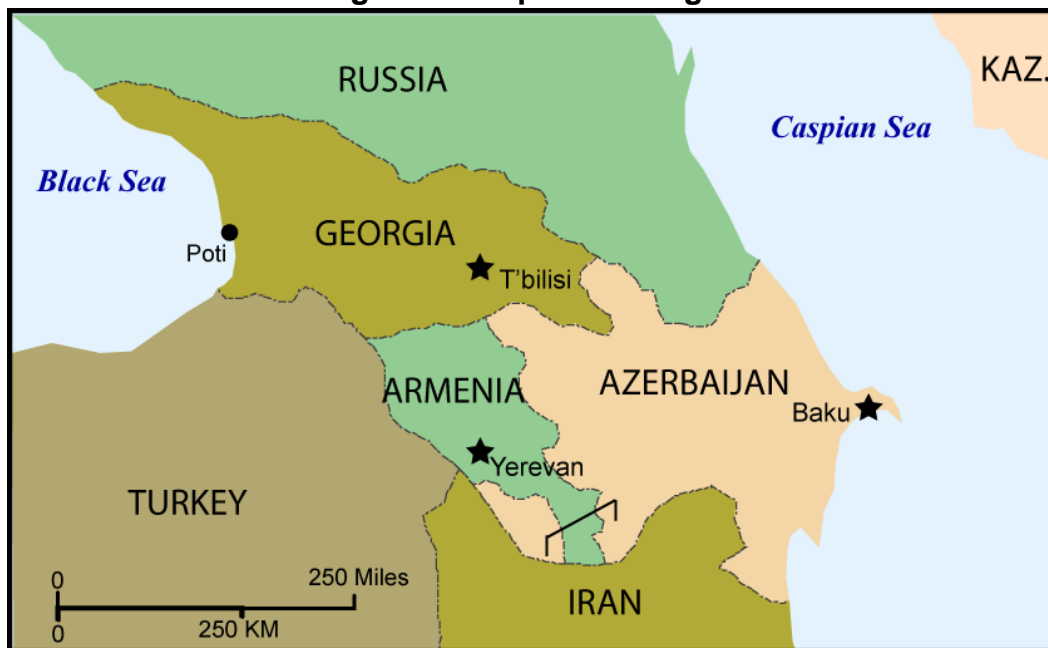 RUSSIA
KAZ.
Caspian Sea
Black Sea
GEORGIA
Poti
T'bilisi
ARMENIA
AZERBAIJAN
Baku
Yerevan
TURKEY
0
250 Miles
IRAN
0
250 KM